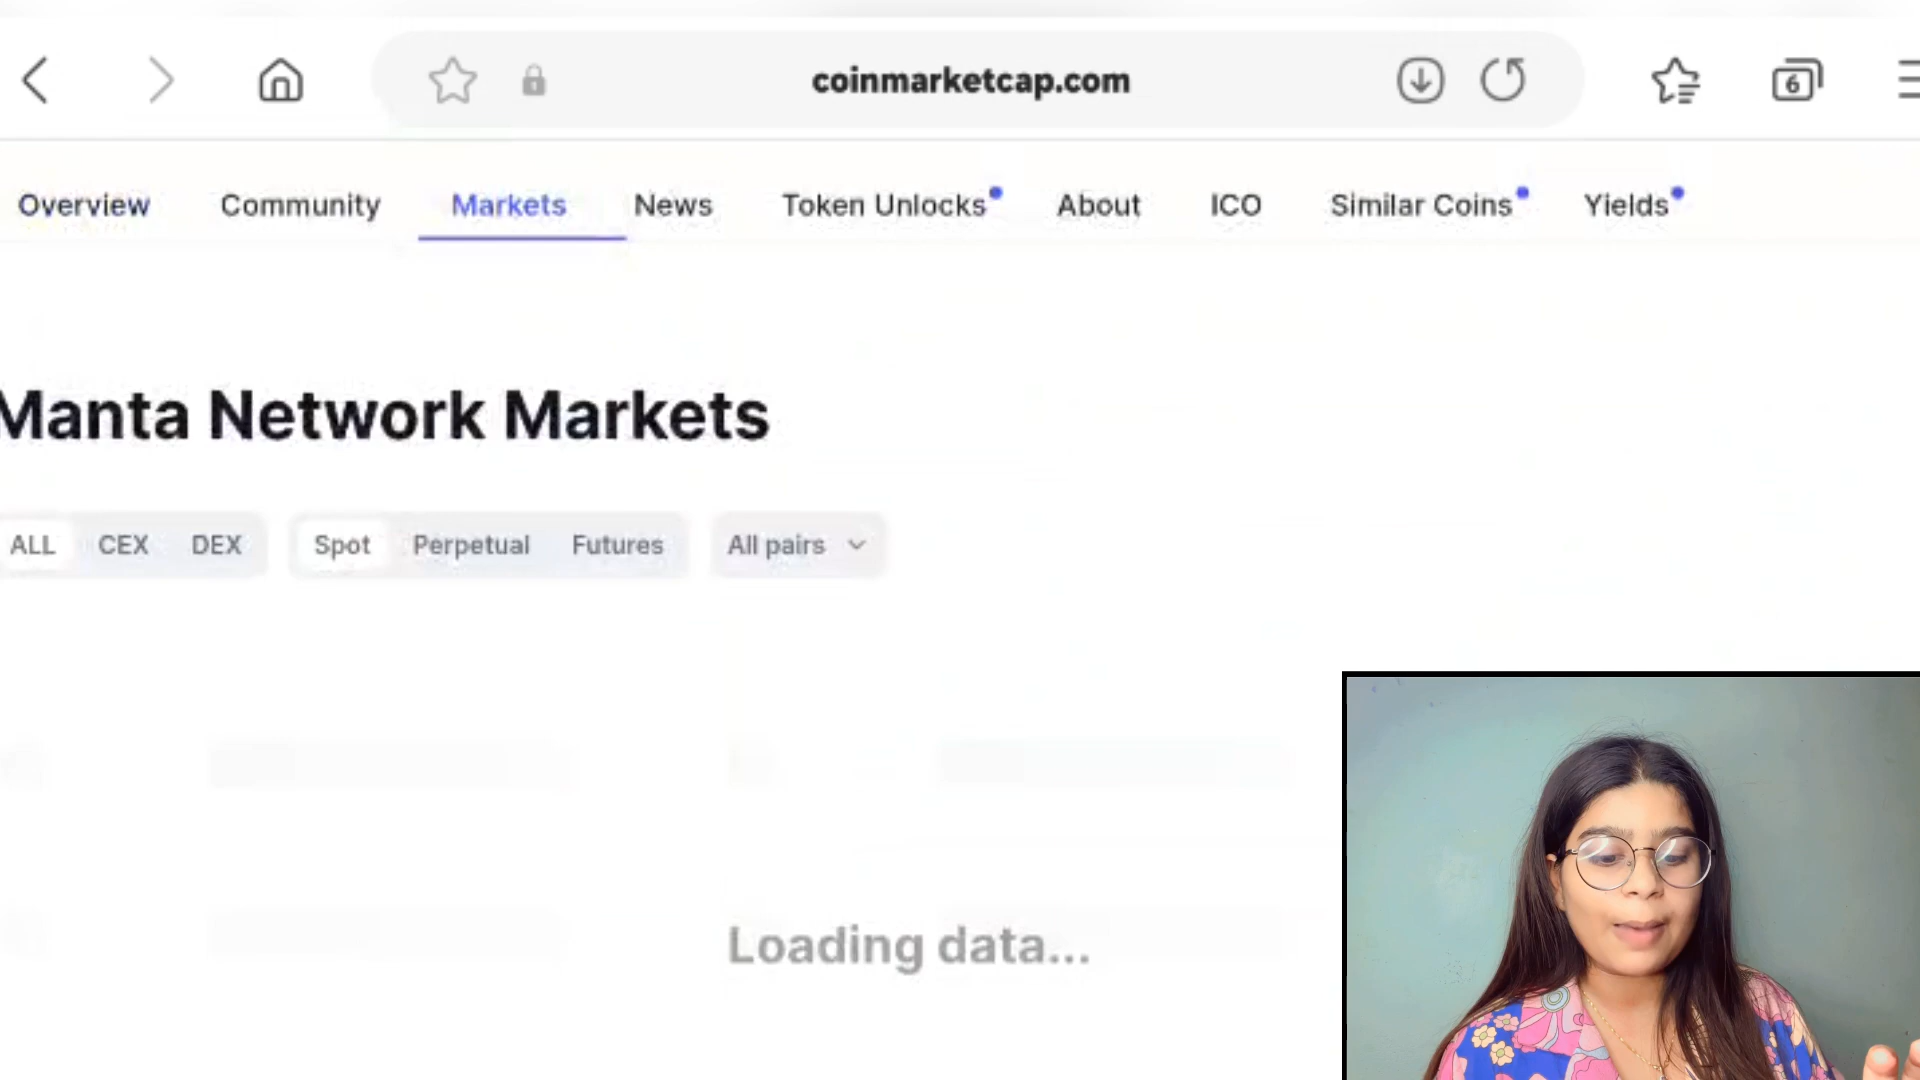 coinmarketcap.com
6
Overview Community Markets News Token Unlocks About ICO Similar Coins Yields
Manta Network Markets
ALL CEX DEX Spot Perpetual Futures All pairs
Loading data...